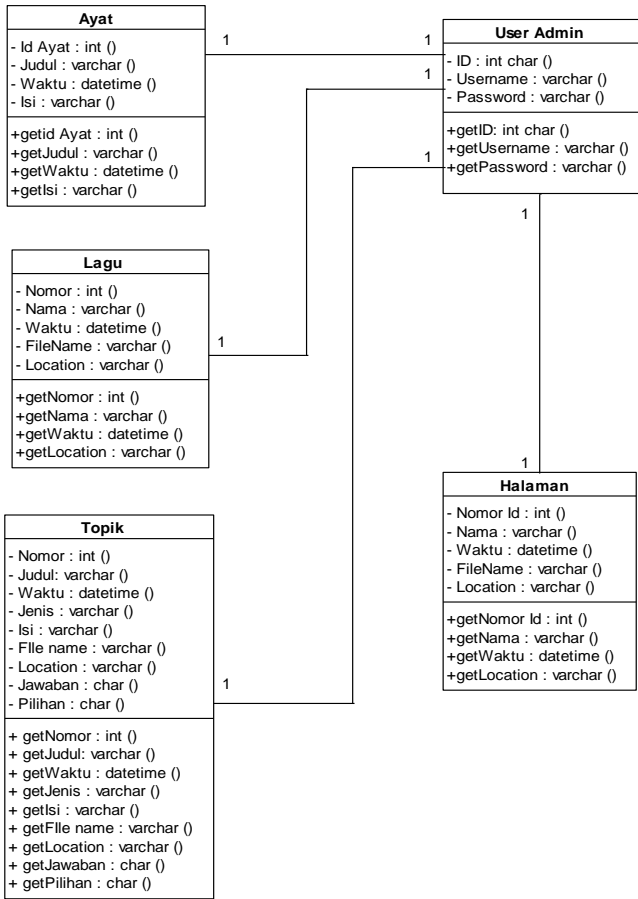 Ayat
- Id Ayat : int ()
- Judul : varchar ()
- Waktu : datetime ()
- Isi : varchar ()
+getid Ayat : int ()
+getJudul : varchar ()
+getWaktu : datetime ()
+getIsi : varchar ()
1
1
1
1
User Admin
- ID : int char ()
- Username : varchar ()
- Password : varchar ()
+getID: int char ()
+getUsername : varchar ()
+getPassword : varchar ()
1
Lagu
- Nomor : int ()
- Nama : varchar ()
- Waktu : datetime ()
- FileName : varchar ()
- Location : varchar ()
+getNomor : int ()
+getNama : varchar ()
+getWaktu : datetime ()
+getLocation : varchar ()
1
1
Halaman
- Nomor Id : int ()
- Nama : varchar ()
- Waktu : datetime ()
- FileName : varchar ()
- Location : varchar ()
+getNomor Id : int ()
+getNama : varchar ()
+getWaktu : datetime ()
+getLocation : varchar ()
Topik
- Nomor : int ()
- Judul: varchar ()
- Waktu : datetime ()
- Jenis : varchar ()
- Isi : varchar ()
- FIle name : varchar ()
- Location : varchar ()
- Jawaban : char ()
- Pilihan : char ()
+ getNomor : int ()
+ getJudul: varchar ()
+ getWaktu : datetime ()
+ getJenis : varchar ()
+ getIsi : varchar ()
+ getFIle name : varchar ()
+ getLocation : varchar ()
+ getJawaban : char ()
+ getPilihan : char ()
1